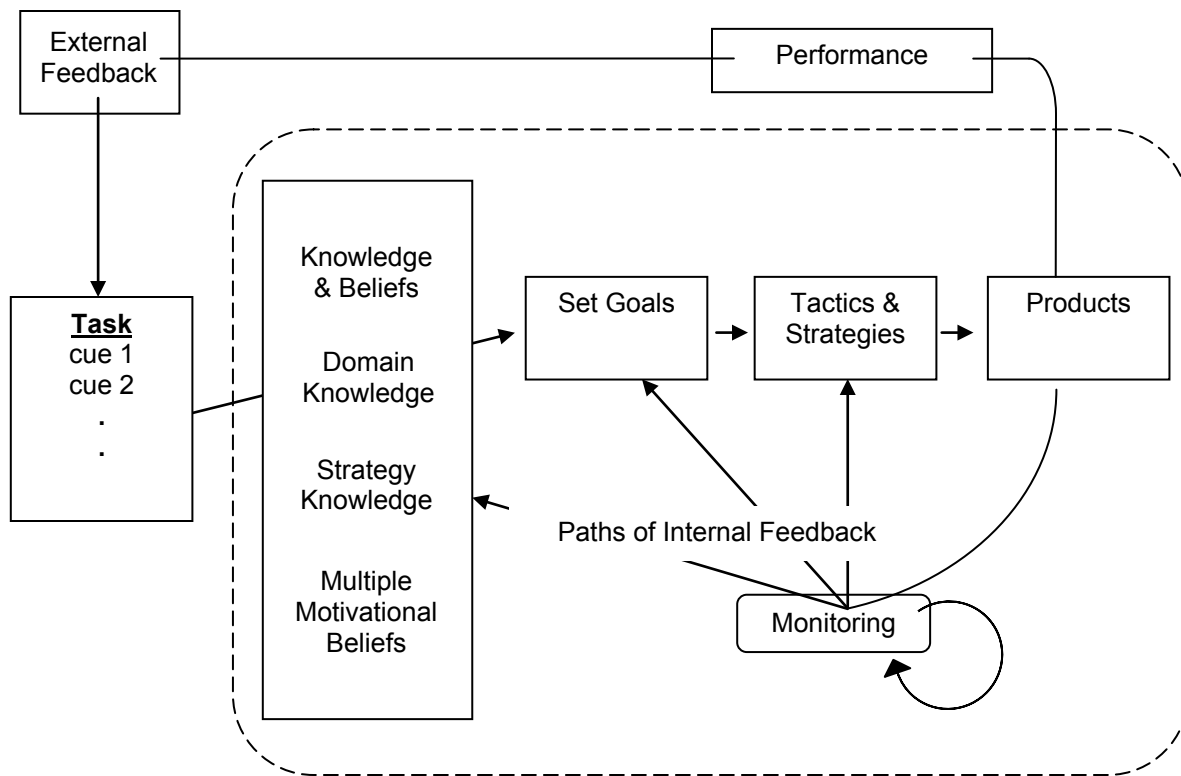 External
Feedback
Performance
Knowledge
& Beliefs
Domain
Knowledge
Strategy
Knowledge
Multiple
Motivational
Beliefs
Task
cue 1
cue 2
.
.
Set Goals
Tactics &
Strategies
Products
Paths of Internal Feedback
Monitoring